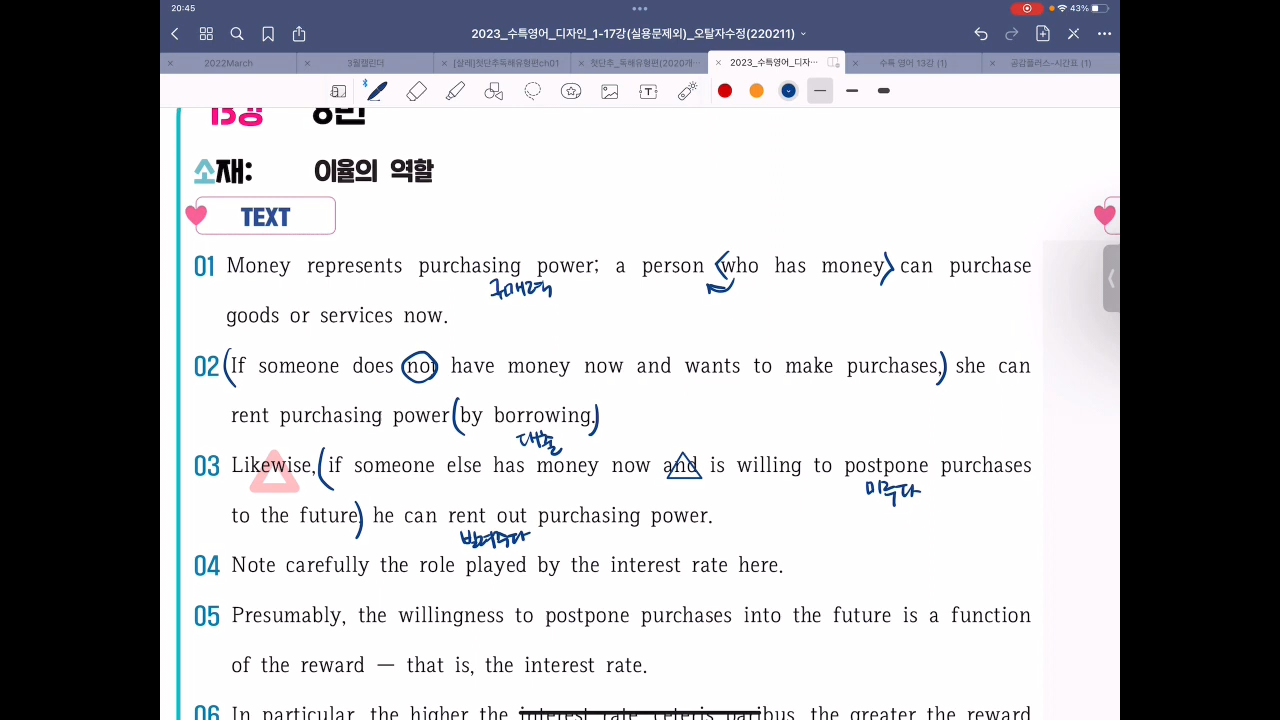 20:45
43%
2023_수특영어_디자인_1-17강(실용문제외)_오탈자수정(220211)
2022March
3월캘린더
[실레]첫단추독해유형편ch01
첫단추_독해유형편(2020개…
2023_수특영어_디자…
수특 영어 13강 (1)
공감플러스-시간표 (1)
13강 8번
소재: 이율의 역할
TEXT
01 Money represents purchasing power; a person who has money can purchase
구매력
goods or services now.
02 If someone does not have money now and wants to make purchases, she can
rent purchasing power by borrowing.
대출
03 Likewise, if someone else has money now and is willing to postpone purchases
미루다
to the future, he can rent out purchasing power.
빌려주다
04 Note carefully the role played by the interest rate here.
05 Presumably, the willingness to postpone purchases into the future is a function
of the reward — that is, the interest rate.
06 In particular, the higher the interest rate, ceteris paribus, the greater the reward